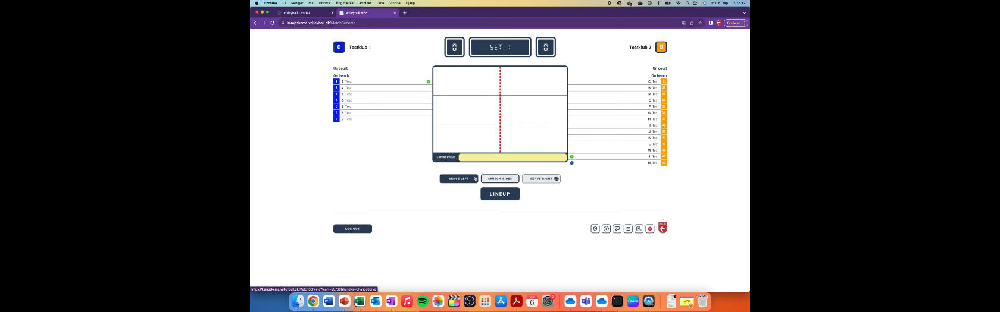 Chrome Fil Rediger Vis Historik Bogmærker Profiler Fane Vindue Hjælp ons. 6. sep. 13.32.17
Volleyball - Portal Volleyball MSS
kampskema.volleyball.dk/MatchScheme Opdater
0 Testklub 1 0 SET 1 0 Testklub 2 0
On court On court
On bench On bench
1 2 Test C Test
2 4 Test B Test 32
3 5 Test D Test 33
4 6 Test E Test 34
5 7 Test F Test 35
6 8 Test G Test 36
7 9 Test H Test 37
I Test 38
J Test 39
K Test 40
L Test 41
M Test 42
LATEST EVENT 1 Test 43
N Test 51
SERVE LEFT SWITCH SIDES SERVE RIGHT
LINEUP
LOG OUT
https://kampskema.volleyball.dk/MatchScheme?team=25766&handler=ChangeServe
SEP
6